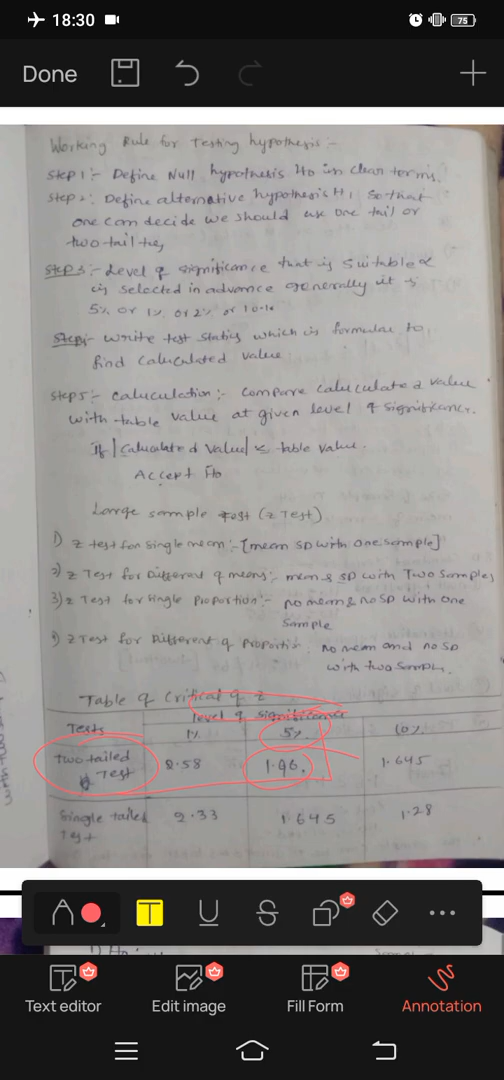 18:30
75
Done
Working Rule for Testing hypothesis :-
Step 1 :- Define Null hypothesis Ho in clear terms.
Step 2 : Define alternative hypothesis H1 so that
one can decide we should use one tail or
two tail
Step 3 :- Level of significance that is suitable α
is selected in advance generally it is
5% or 1% or 2% or 10%
Step :- write test statics which is formulae to
find caluculated value
Step 5 :- caluculation :- compare caluculated value
with table value at given level of significance.
If |caluculated value| ≤ table value.
Accept Ho
Large sample Test (z Test)
1) z test for single mean :- [mean SD with one sample]
2) z Test for Different of means :- mean & SD with Two samples
3) z Test for single Proportion :- no mean & no SD with one
sample
4) z Test for Different of Proportion no mean and no SD
with two sample.
Table of Critical of z
level of significance
Tests 1% 5% 10%
Two tailed Test 2.58 1.96 1.645
Single tailed Test 2.33 1.645 1.28
T U S
Text editor Edit image Fill Form Annotation